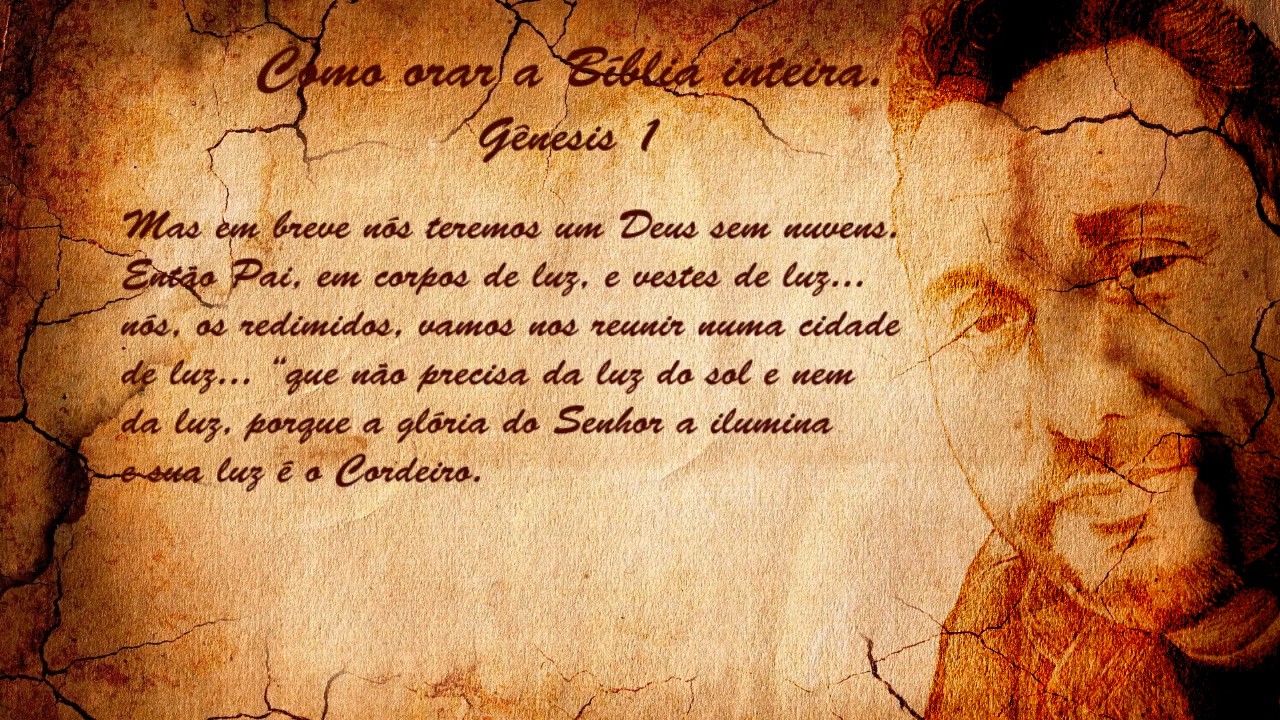 Como orar a Bíblia inteira.
Gênesis 1
Mas em breve nós teremos um Deus sem nuvens.
Então Pai, em corpos de luz, e vestes de luz...
nós, os redimidos, vamos nos reunir numa cidade
de luz... “que não precisa da luz do sol e nem
da luz, porque a glória do Senhor a ilumina
e sua luz é o Cordeiro.